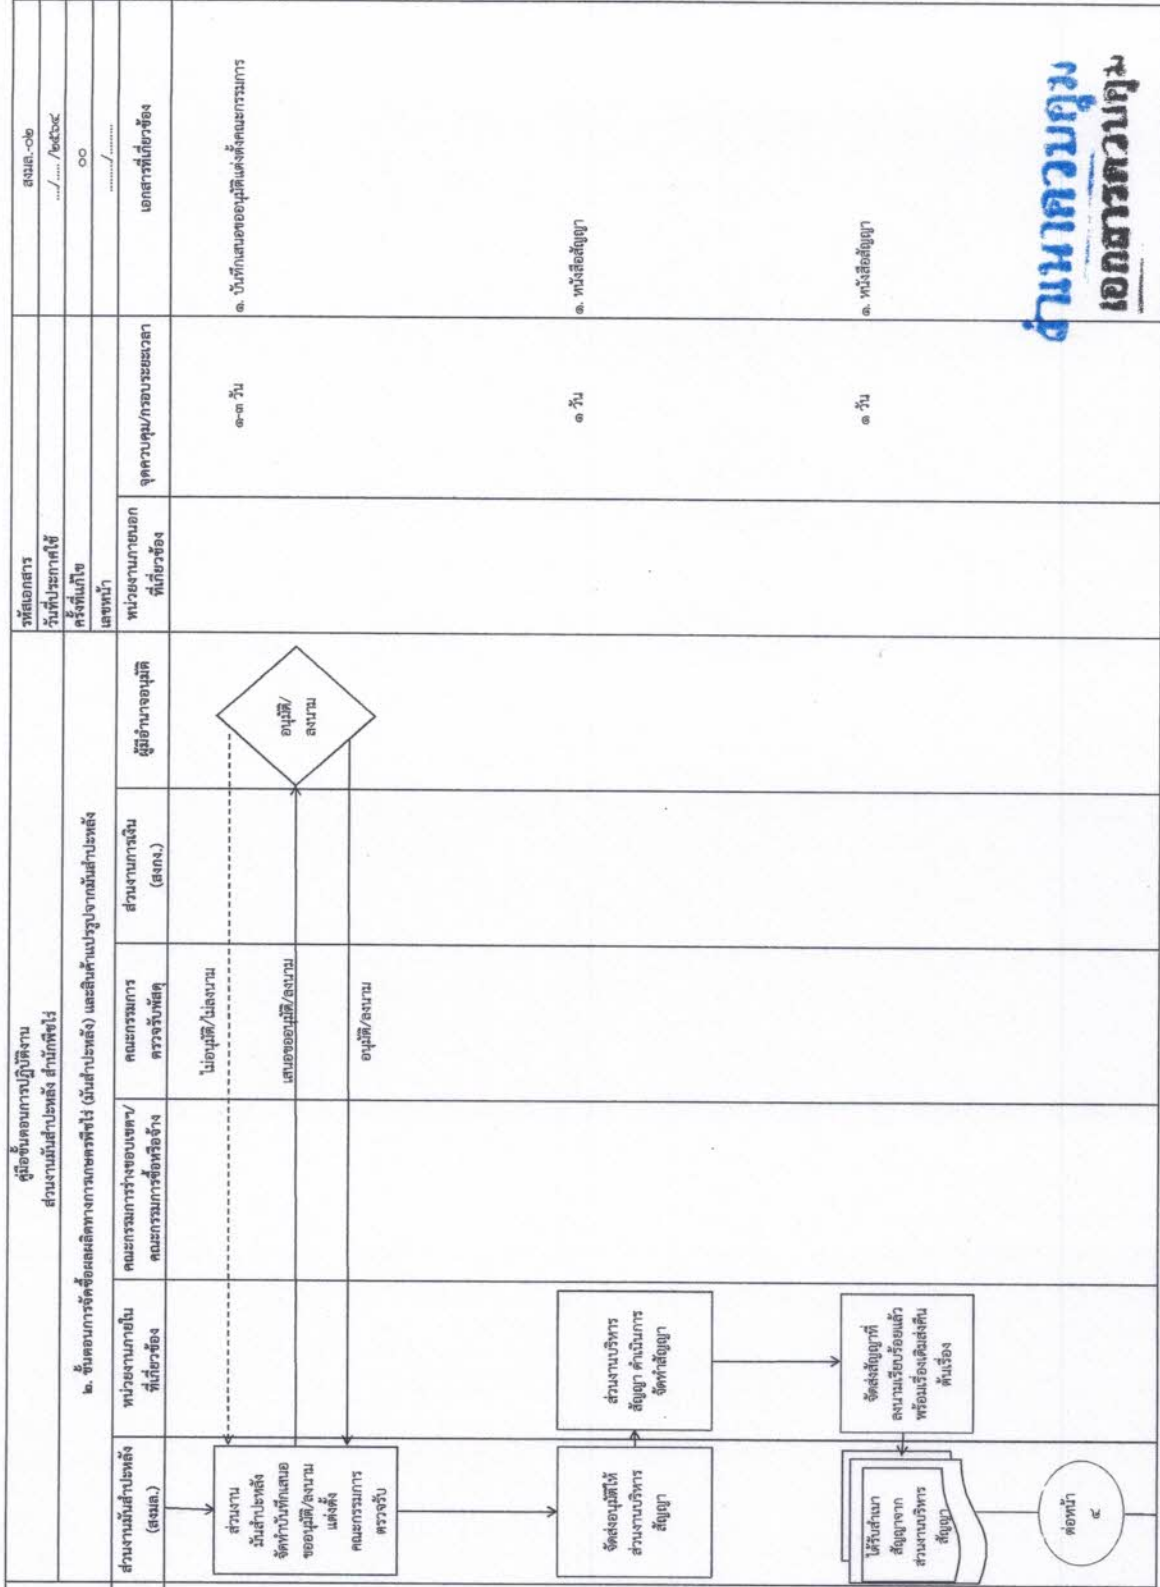 คู่มือขั้นตอนการปฏิบัติงาน
ส่วนงานมันสำปะหลัง สำนักพืชไร่
รหัสเอกสาร
สงมล.-๐๒
วันที่ประกาศใช้
..../...... /๒๕๖๔
ครั้งที่แก้ไข
๐๐
เลขหน้า
........./.........
๒. ขั้นตอนการจัดซื้อผลผลิตทางการเกษตรพืชไร่ (มันสำปะหลัง) และสินค้าแปรรูปจากมันสำปะหลัง
ส่วนงานมันสำปะหลัง
(สงมล.)
หน่วยงานภายใน
ที่เกี่ยวข้อง
คณะกรรมการร่างขอบเขตฯ/
คณะกรรมการซื้อหรือจ้าง
คณะกรรมการ
ตรวจรับพัสดุ
ส่วนงานการเงิน
(สงกง.)
ผู้มีอำนาจอนุมัติ
หน่วยงานภายนอก
ที่เกี่ยวข้อง
จุดควบคุม/กรอบระยะเวลา
เอกสารที่เกี่ยวข้อง
ส่วนงาน
มันสำปะหลัง
จัดทำบันทึกเสนอ
ขออนุมัติ/ลงนาม
แต่งตั้ง
คณะกรรมการ
ตรวจรับ
ไม่อนุมัติ/ไม่ลงนาม
เสนอขออนุมัติ/ลงนาม
อนุมัติ/ลงนาม
อนุมัติ/
ลงนาม
๑-๓ วัน
๑. บันทึกเสนอขออนุมัติแต่งตั้งคณะกรรมการ
จัดส่งอนุมัติให้
ส่วนงานบริหาร
สัญญา
ส่วนงานบริหาร
สัญญา ดำเนินการ
จัดทำสัญญา
๑ วัน
๑. หนังสือสัญญา
ได้รับสำเนา
สัญญาจาก
ส่วนงานบริหาร
สัญญา
จัดส่งสัญญาที่
ลงนามเรียบร้อยแล้ว
พร้อมเรื่องเดิมส่งคืน
ต้นเรื่อง
๑ วัน
๑. หนังสือสัญญา
ต่อหน้า
๔